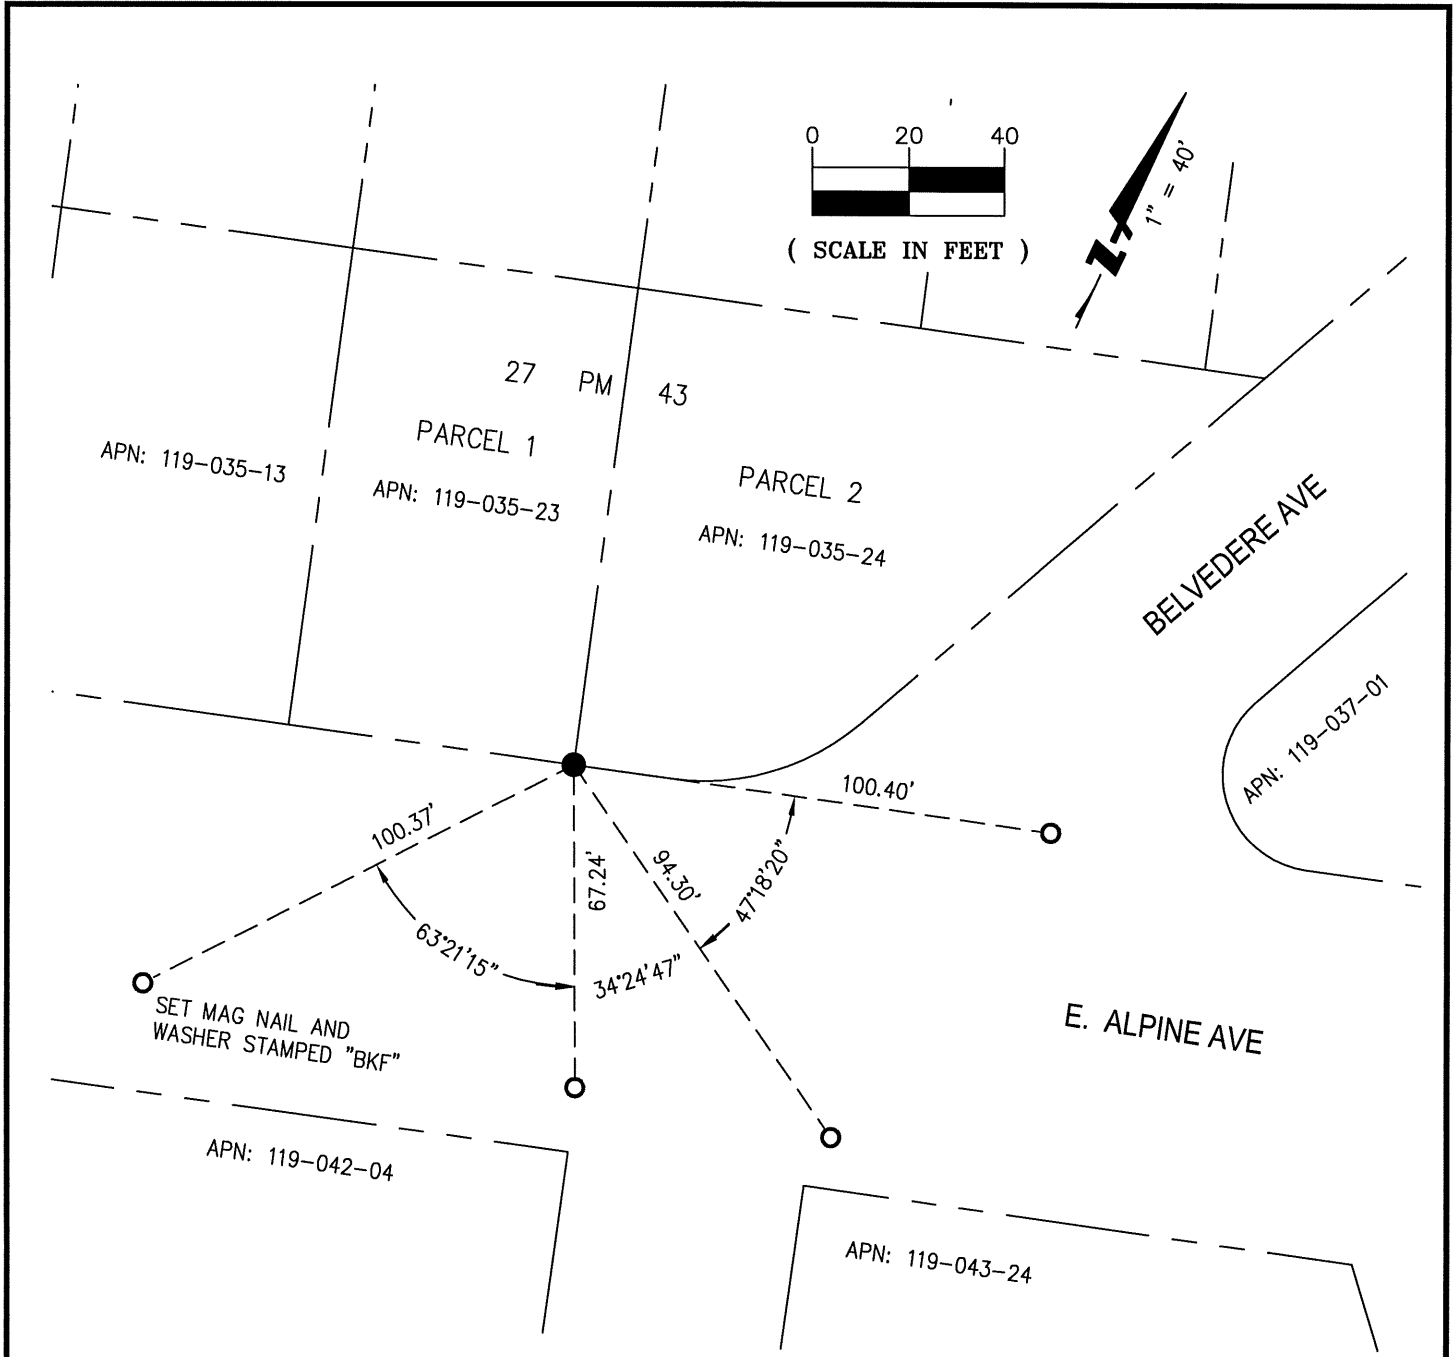 0 20 40
( SCALE IN FEET )
N
1" = 40'
27 PM 43
PARCEL 1
APN: 119-035-13
APN: 119-035-23
PARCEL 2
APN: 119-035-24
BELVEDERE AVE
APN: 119-037-01
100.40'
100.37'
67.24'
94.30'
47°18'20"
63°21'15"
34°24'47"
SET MAG NAIL AND
WASHER STAMPED "BKF"
E. ALPINE AVE
APN: 119-042-04
APN: 119-043-24